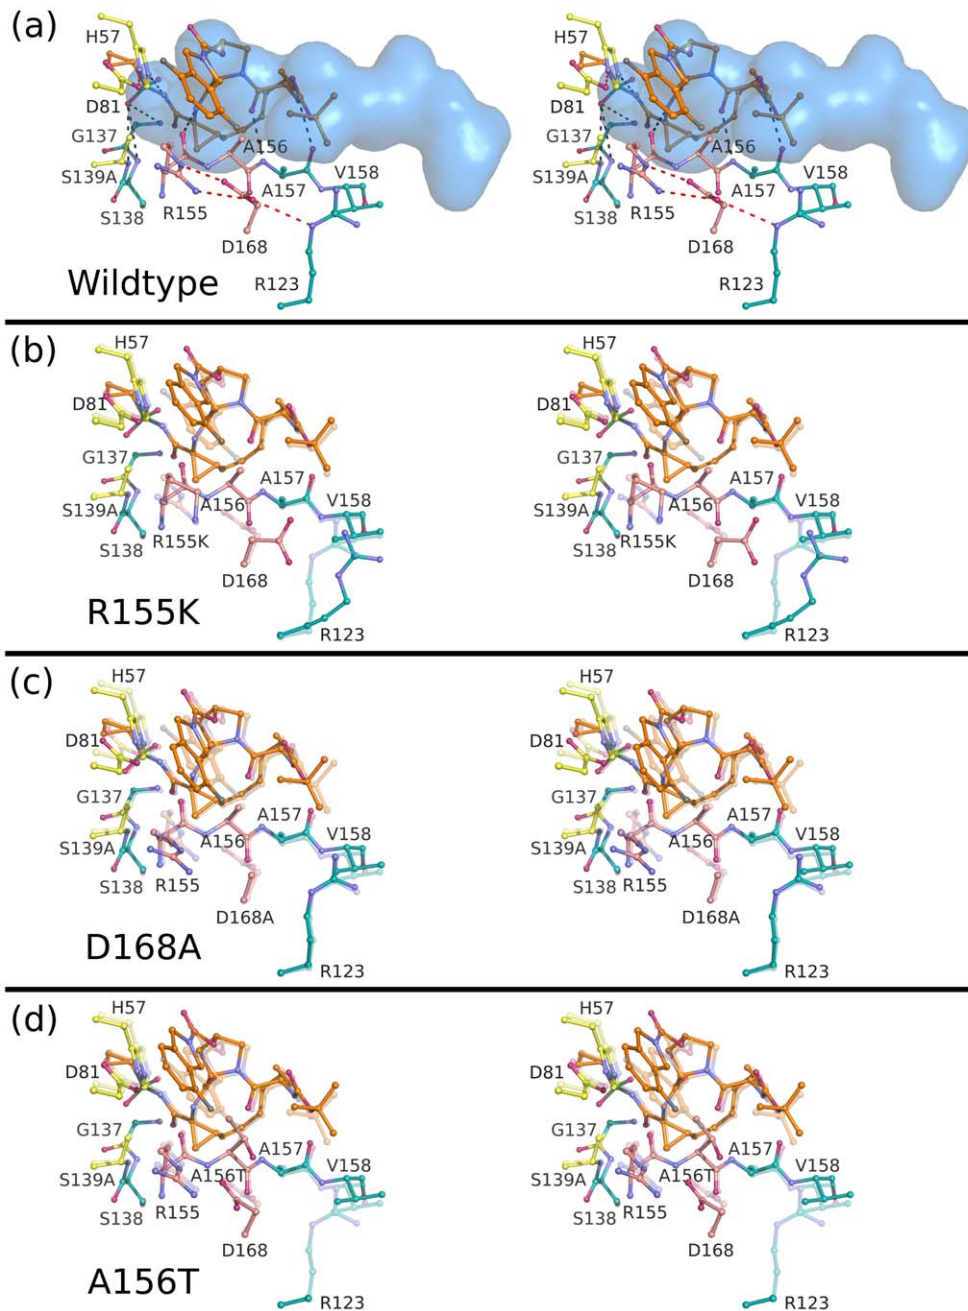 (a)
H57
D81
G137
A156
S139A
V158
A157
R155
S138
D168
R123
Wildtype
H57
D81
G137
A156
S139A
V158
A157
R155
S138
D168
R123
(b)
H57
D81
G137
A157
S139A
A156
V158
R155K
S138
D168
R155K
R123
H57
D81
G137
A157
S139A
A156
V158
R155K
S138
D168
R123
(c)
H57
D81
G137
A157
S139A
A156
V158
S138
R155
D168A
D168A
R123
H57
D81
G137
A157
S139A
A156
V158
S138
R155
D168A
R123
(d)
H57
D81
G137
A157
S139A
A156T
V158
R155
S138
D168
A156T
R123
H57
D81
G137
A157
S139A
A156T
V158
R155
S138
D168
R123